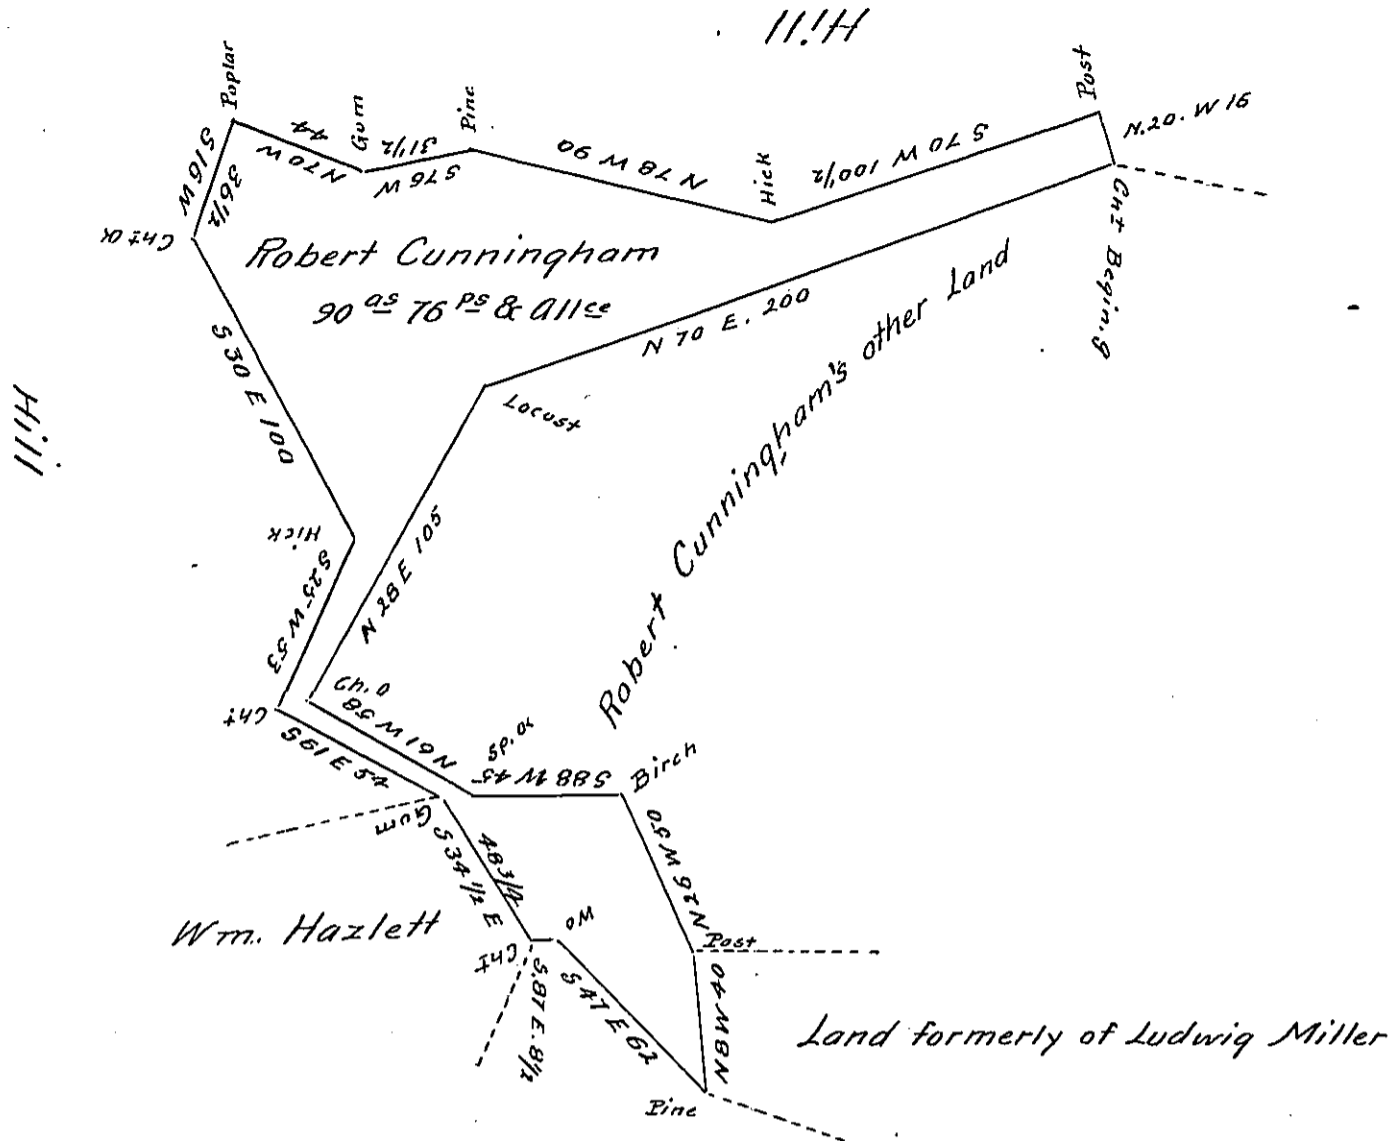 Hill
Post
N.20.W 15
Cht Begin.g
S 70 W 100 1/2
Hick
N 78 W 90
Pine
S 76 W
31 1/2
Gum
N 70 W
44
Poplar
S 16 W
36 1/2
Cht Ok
Robert Cunningham
90 as 76 ps & allce
N 70 E. 200
Robert Cunningham's other Land
Locust
S 30 E 100
Hill
Hick
S 25 W 53
N 28 E 105
Ch. O
Cht
S 61 E 54
N 61 W 58
Sp. Ok
S 88 W 45
Birch
N 26 W 50
Gum
S 34 1/2 E
48 3/4
Wm. Hazlett
Cht
S. 87 E. 8 1/2
Wo
S 47 E 62
Post
N 8 W 40
Land formerly of Ludwig Miller
Pine